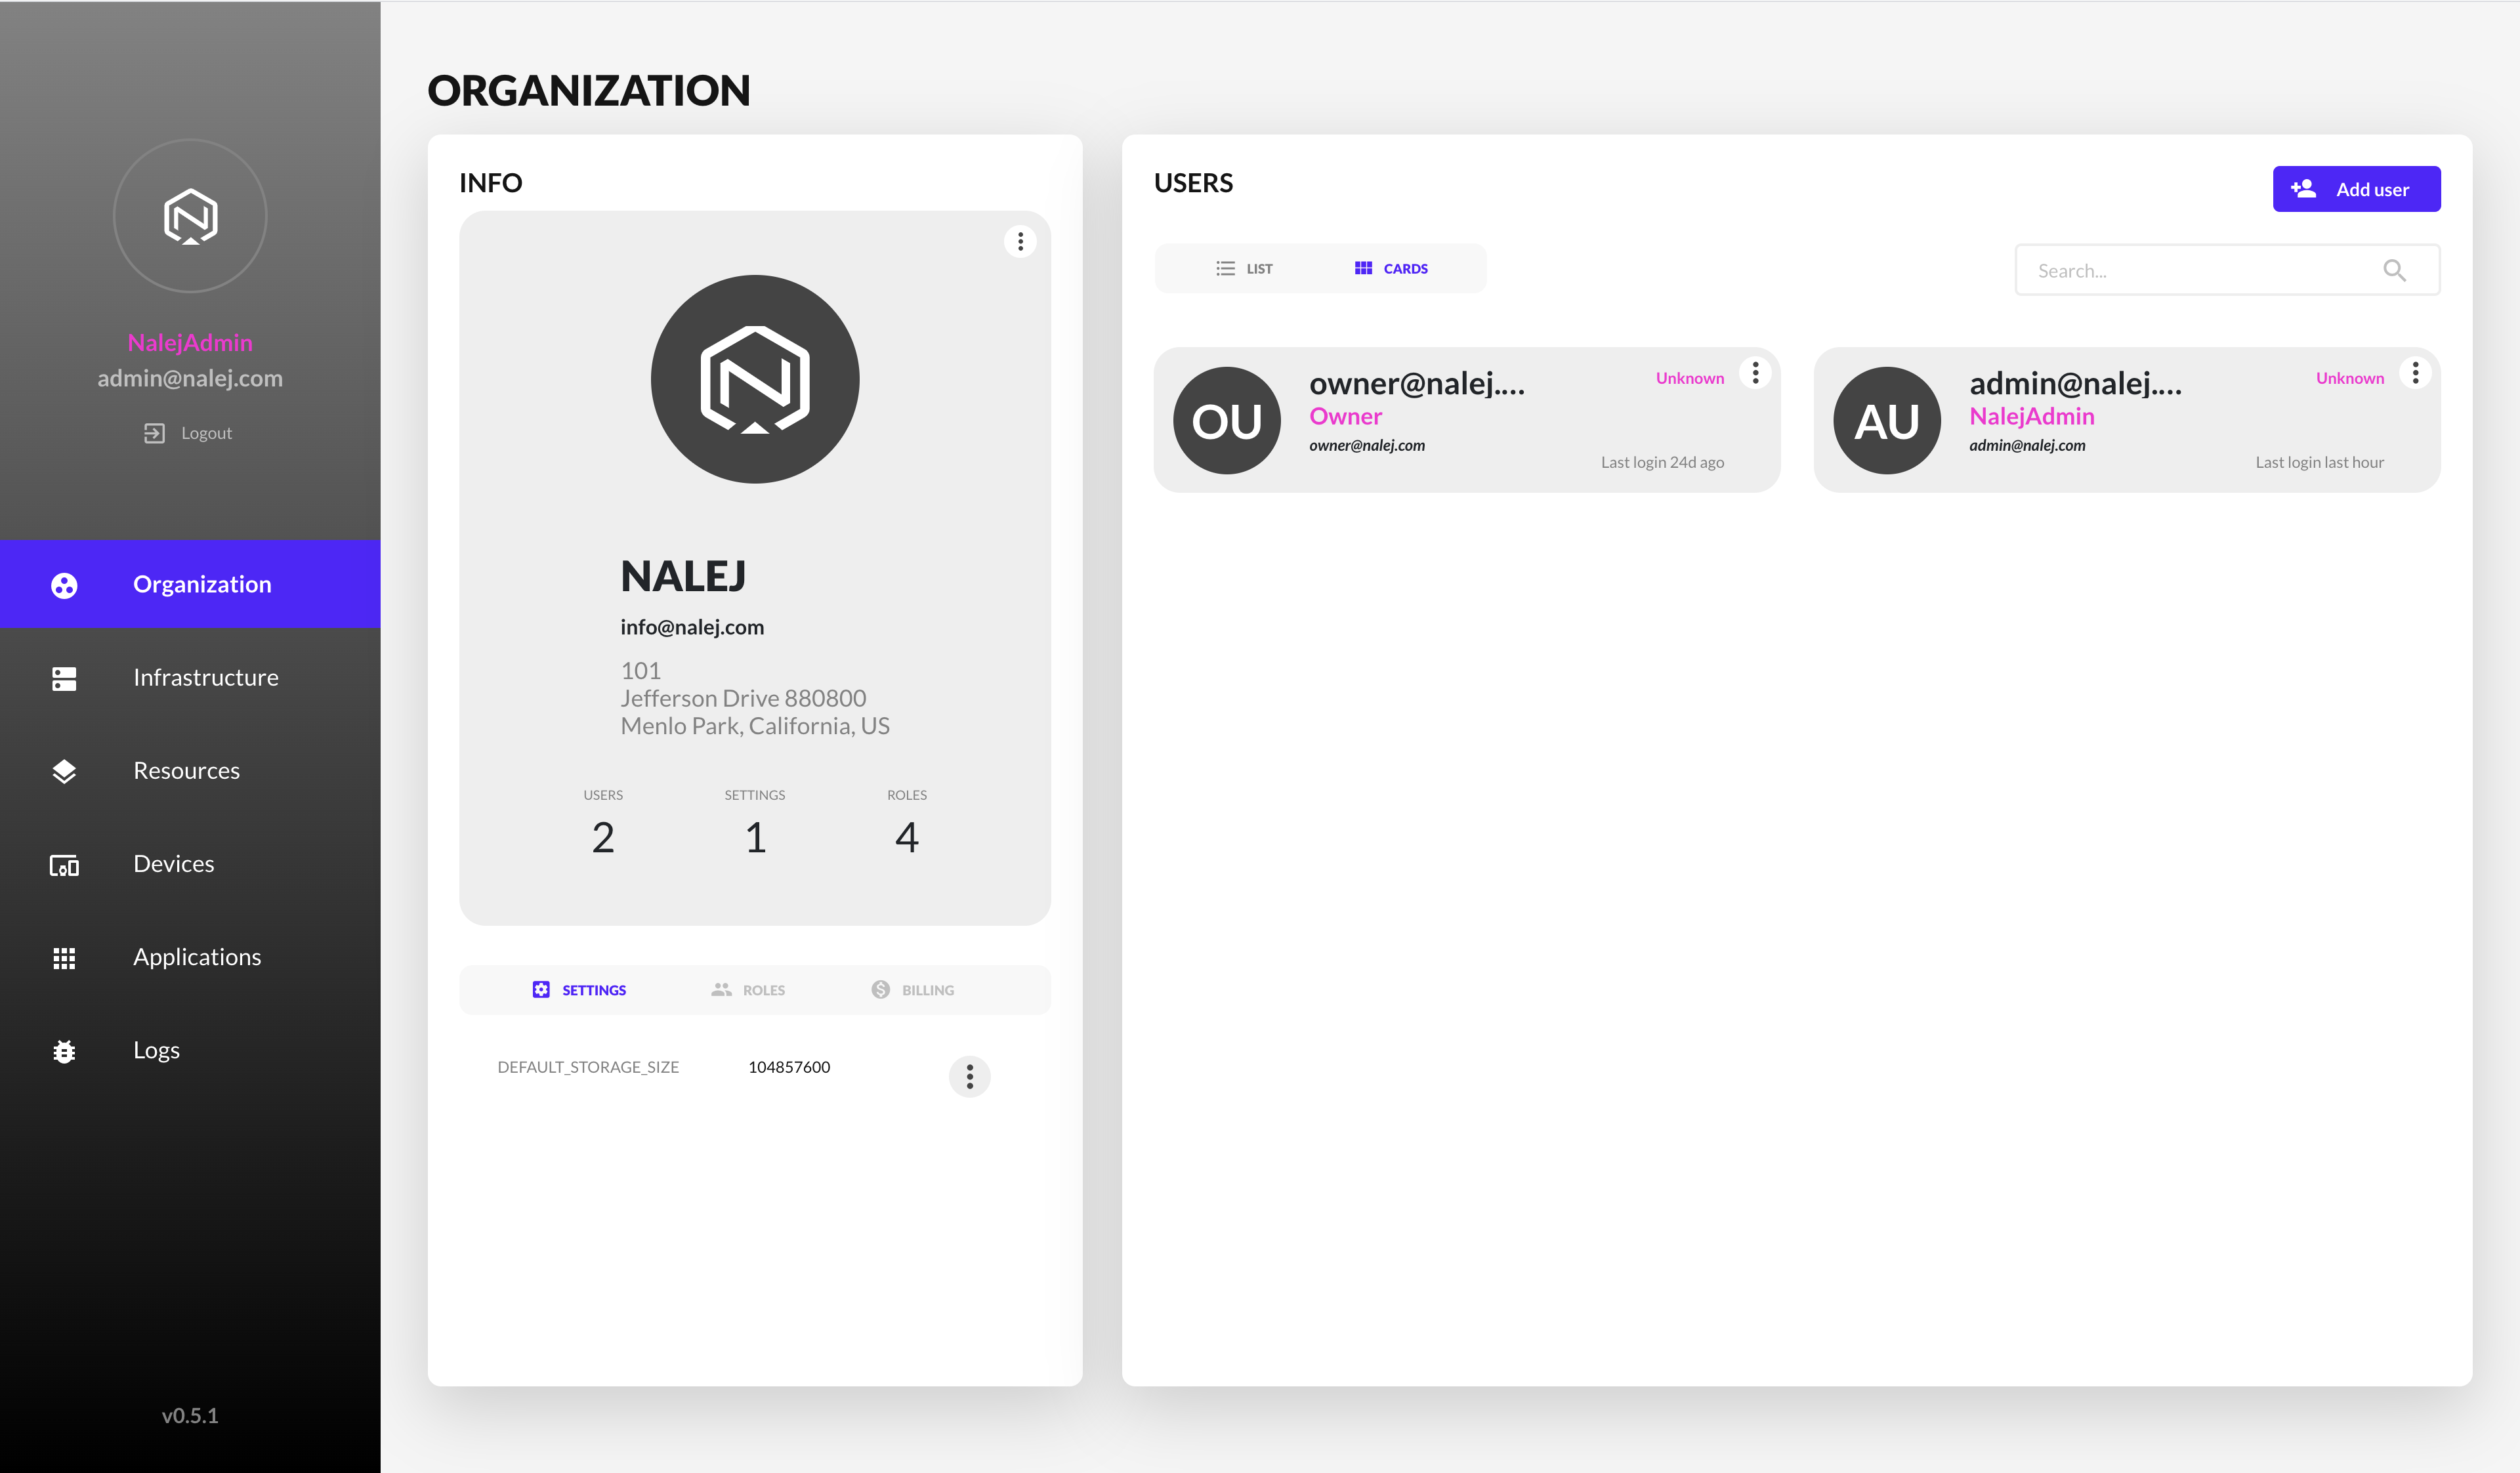 NalejAdmin
admin@nalej.com
Logout
Organization
Infrastructure
Resources
Devices
Applications
Logs
v0.5.1
ORGANIZATION
INFO
NALEJ
info@nalej.com
101
Jefferson Drive 880800
Menlo Park, California, US
USERS SETTINGS ROLES
2 1 4
SETTINGS ROLES BILLING
DEFAULT_STORAGE_SIZE 104857600
USERS
Add user
LIST CARDS
Search...
OU
owner@nalej.... Unknown
Owner
owner@nalej.com
Last login 24d ago
AU
admin@nalej.... Unknown
NalejAdmin
admin@nalej.com
Last login last hour